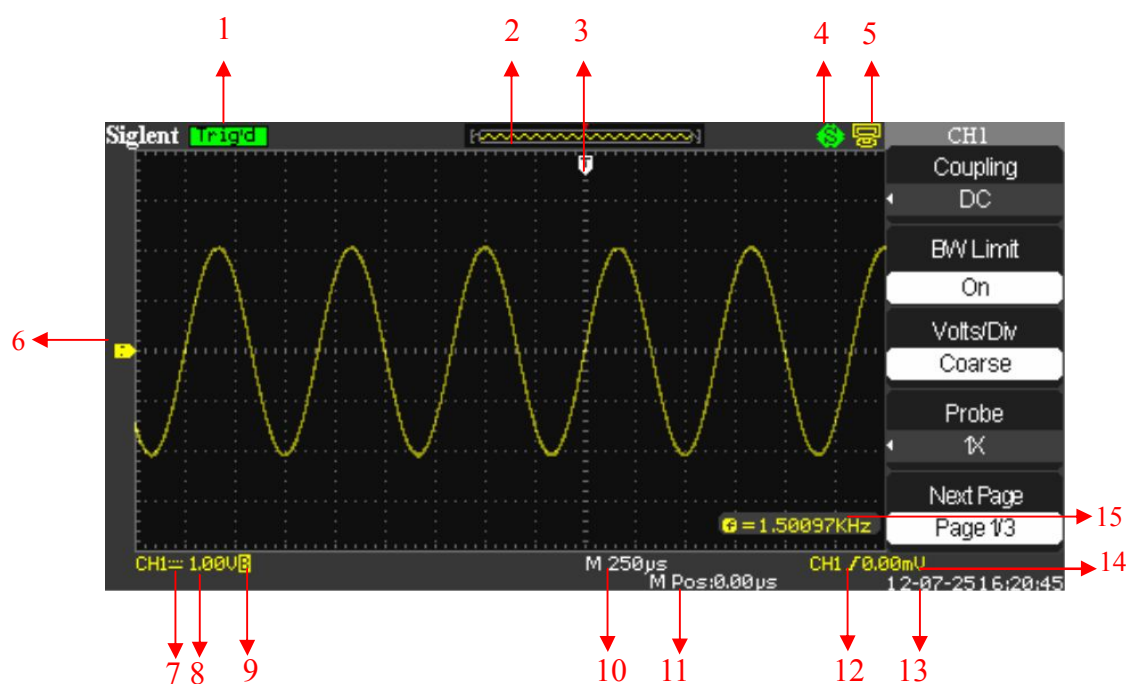 1 2 3 4 5
Siglent Trig'd T S CH1
Coupling
DC
BW Limit
On
6
Volts/Div
Coarse
Probe
1X
Next Page
f=1.50097KHz Page 1/3 15
CH1 1.00V B M 250µs CH1 0.00mV 14
M Pos:0.00µs 12-07-25 16:20:45
7 8 9 10 11 12 13